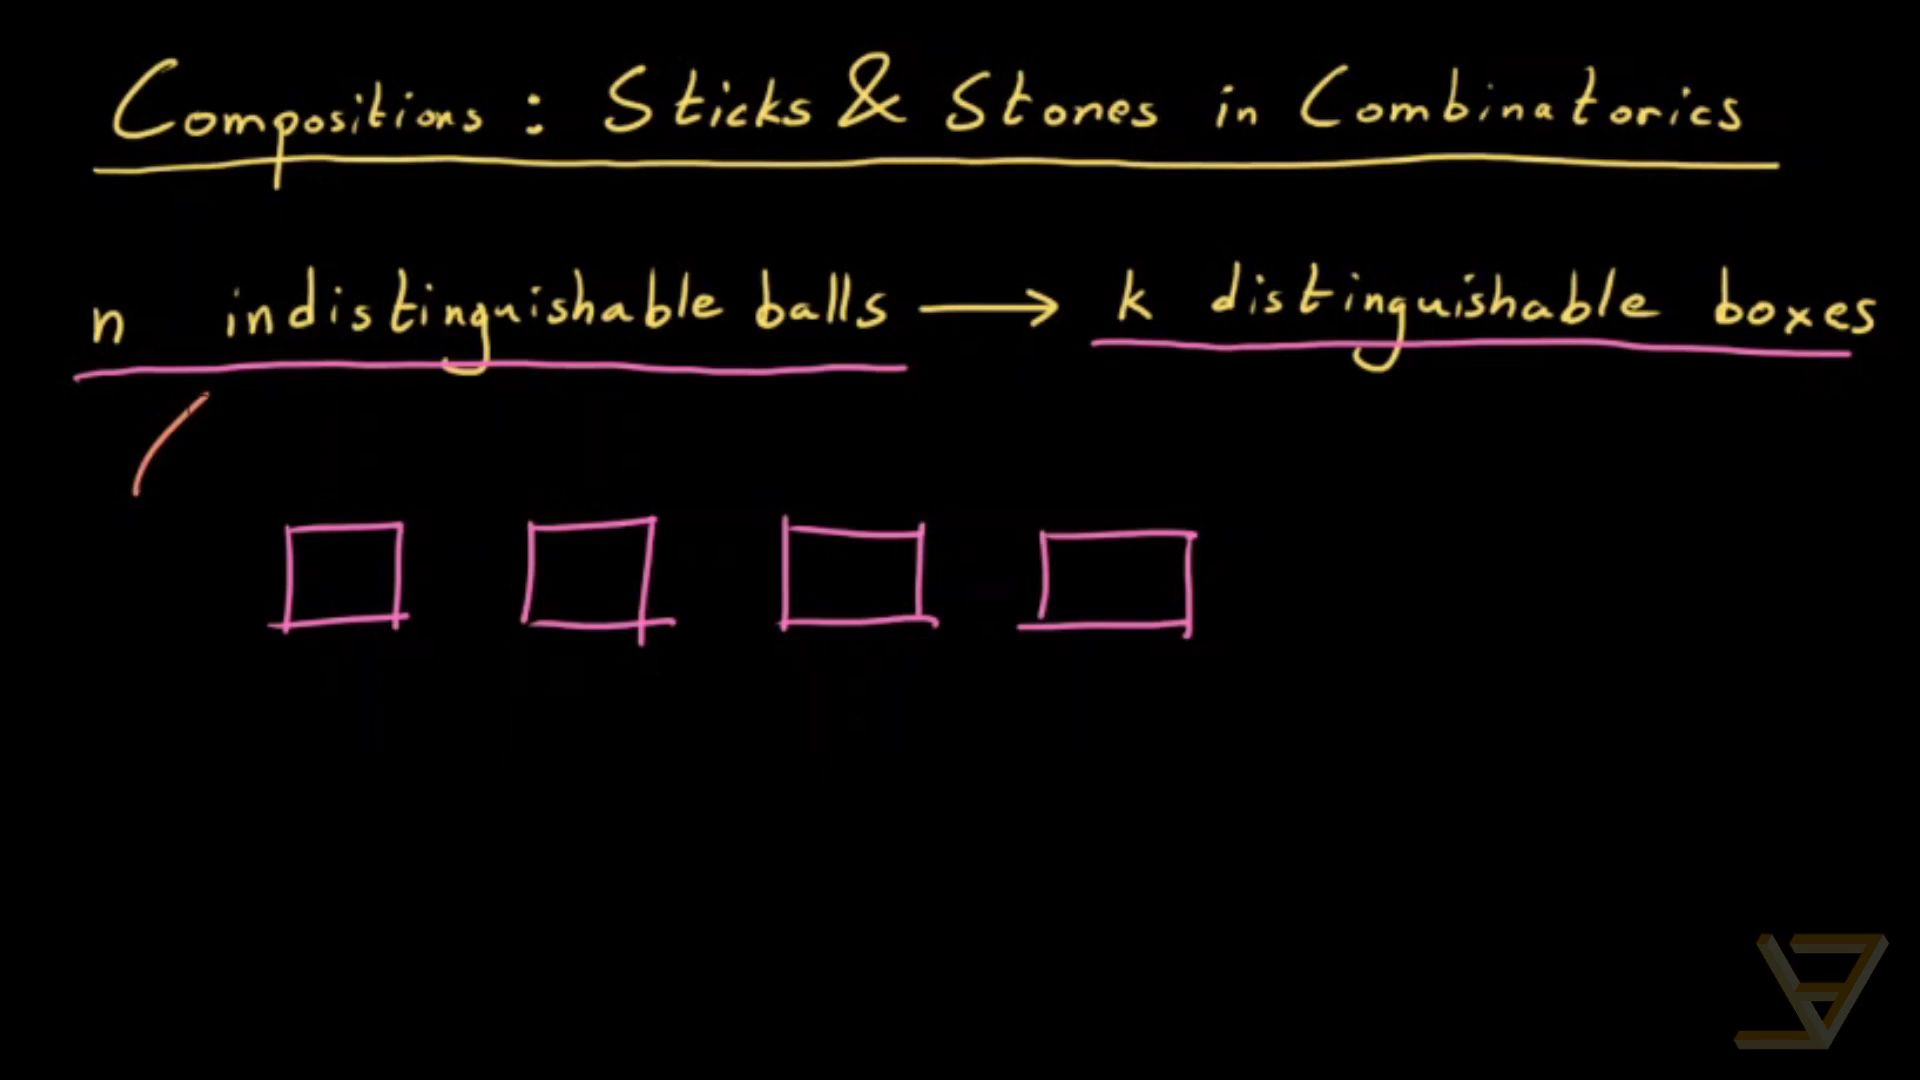 Compositions : Sticks & Stones in Combinatorics
n indistinguishable balls → k distinguishable boxes